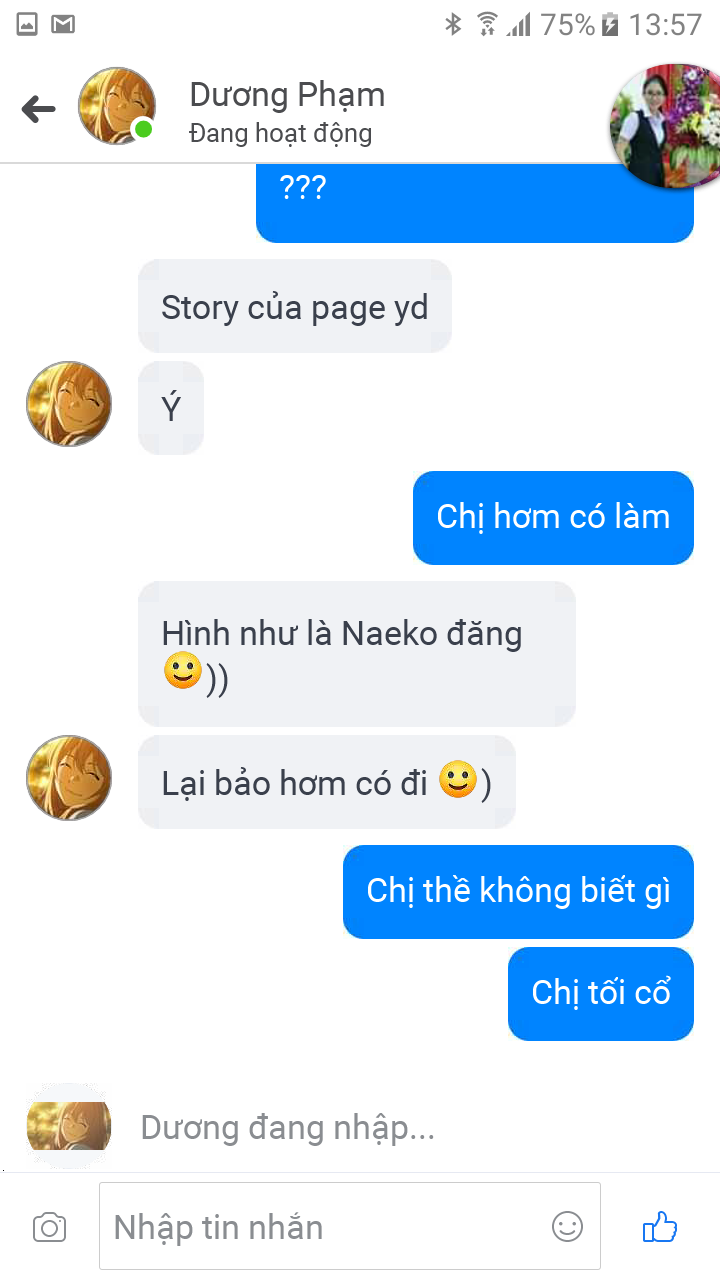 75% 13:57
Dương Phạm
Đang hoạt động
???
Story của page yd
Ý
Chị hơm có làm
Hình như là Naeko đăng
🙂))
Lại bảo hơm có đi 🙂)
Chị thề không biết gì
Chị tối cổ
Dương đang nhập...
Nhập tin nhắn